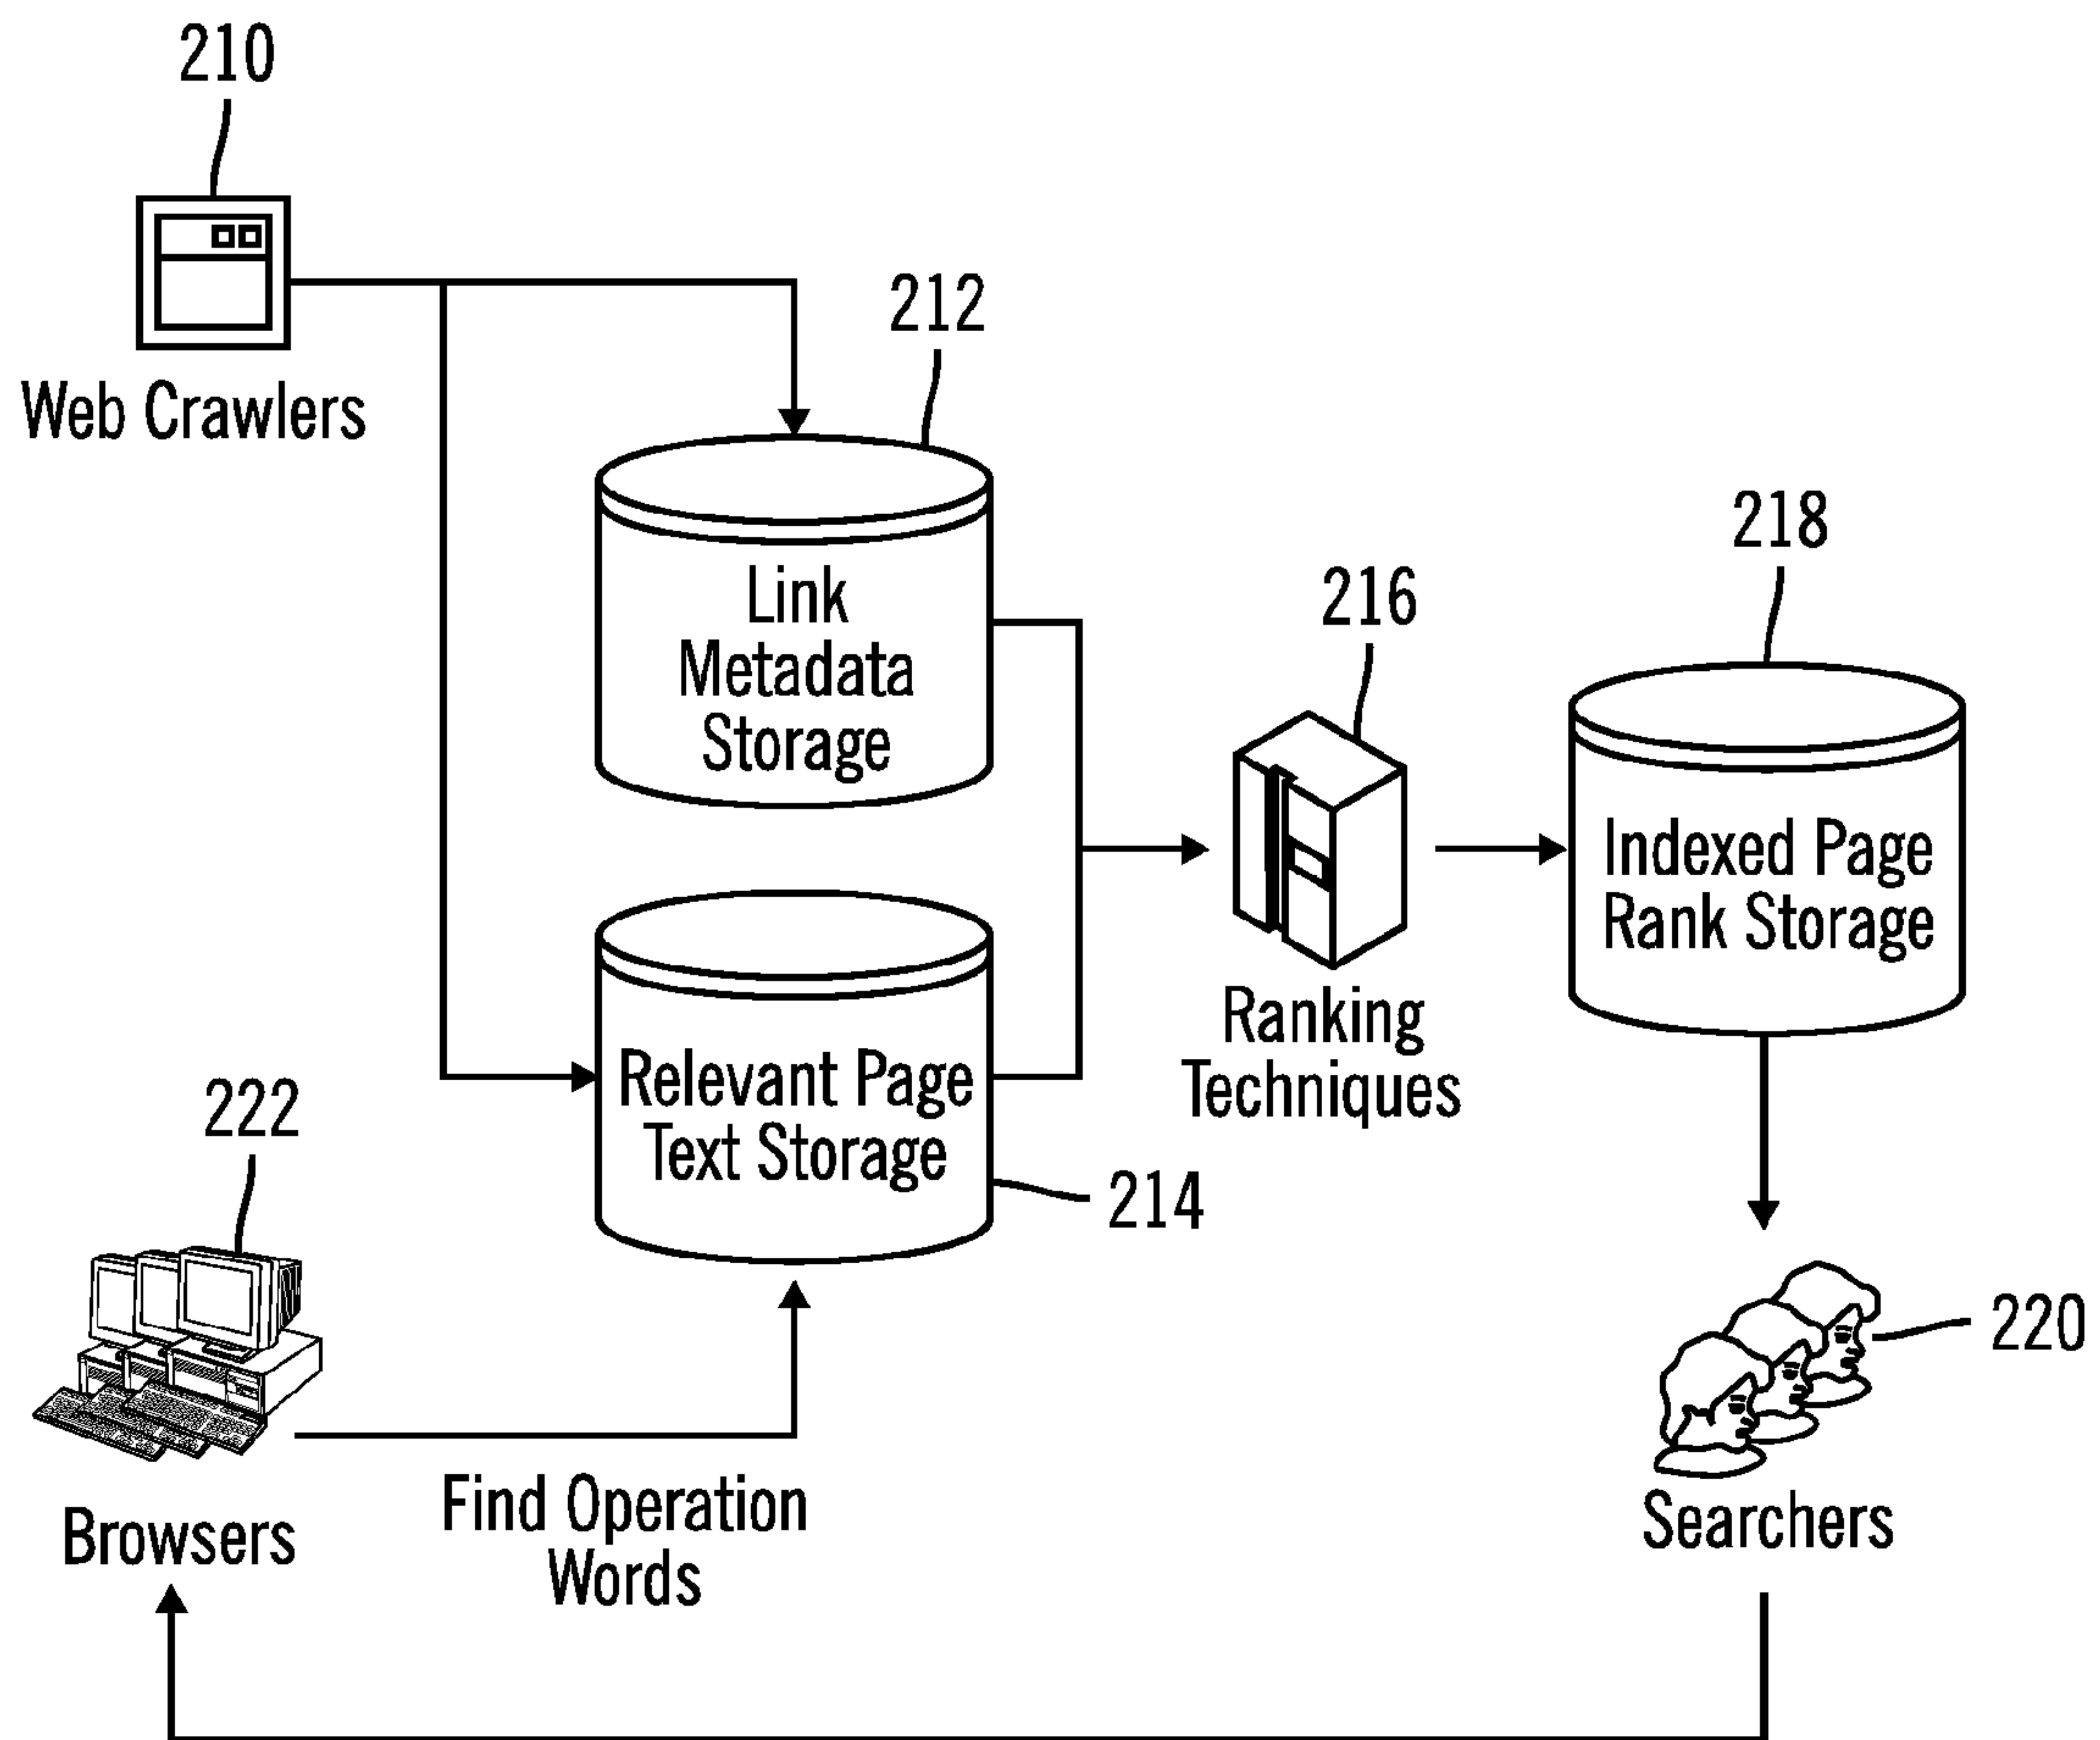 210
Web Crawlers
212
Link
Metadata
Storage
216
218
Indexed Page
Rank Storage
Ranking
Techniques
Relevant Page
Text Storage
214
222
Browsers
Find Operation
Words
220
Searchers